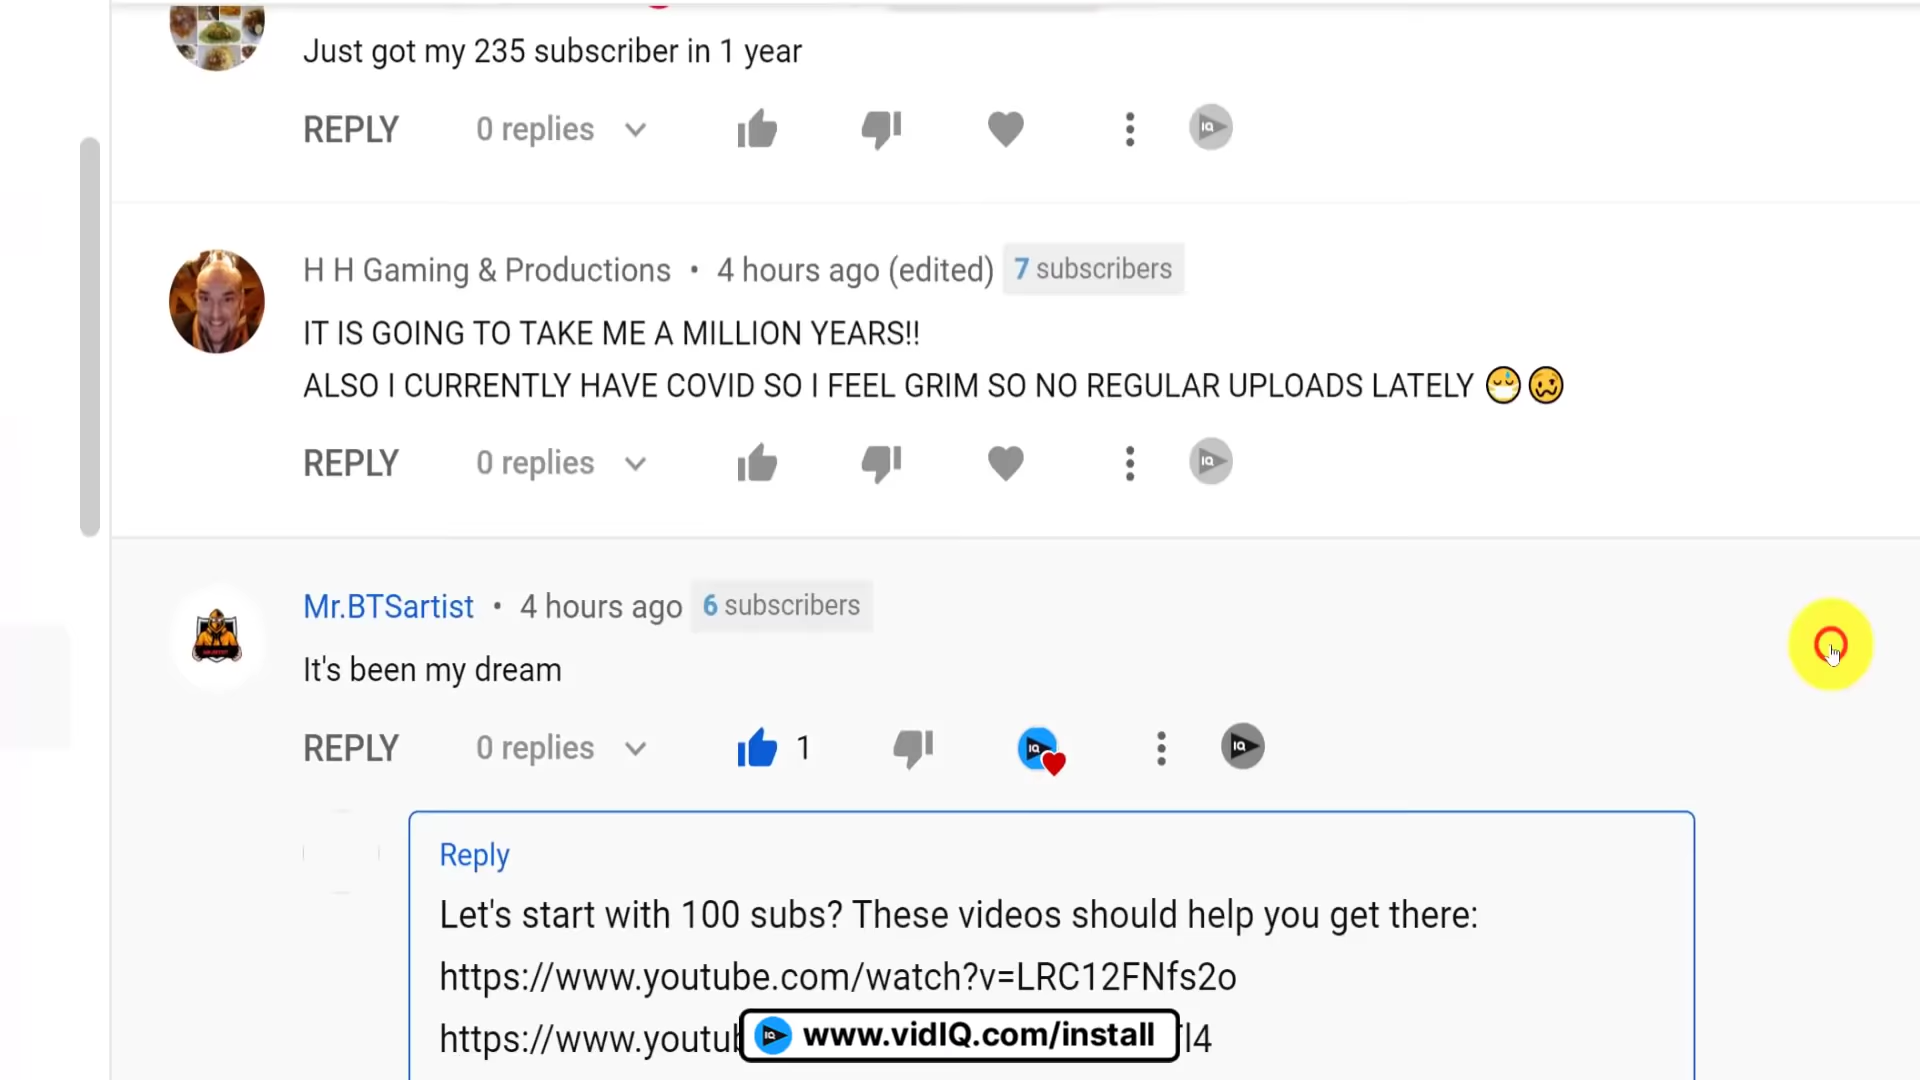 Just got my 235 subscriber in 1 year
REPLY 0 replies
H H Gaming & Productions • 4 hours ago (edited) 7 subscribers
IT IS GOING TO TAKE ME A MILLION YEARS!!
ALSO I CURRENTLY HAVE COVID SO I FEEL GRIM SO NO REGULAR UPLOADS LATELY 😷🥴
REPLY 0 replies
Mr.BTSartist • 4 hours ago 6 subscribers
It's been my dream
REPLY 0 replies 1
Reply
Let's start with 100 subs? These videos should help you get there:
https://www.youtube.com/watch?v=LRC12FNfs2o
https://www.youtu
www.vidIQ.com/install